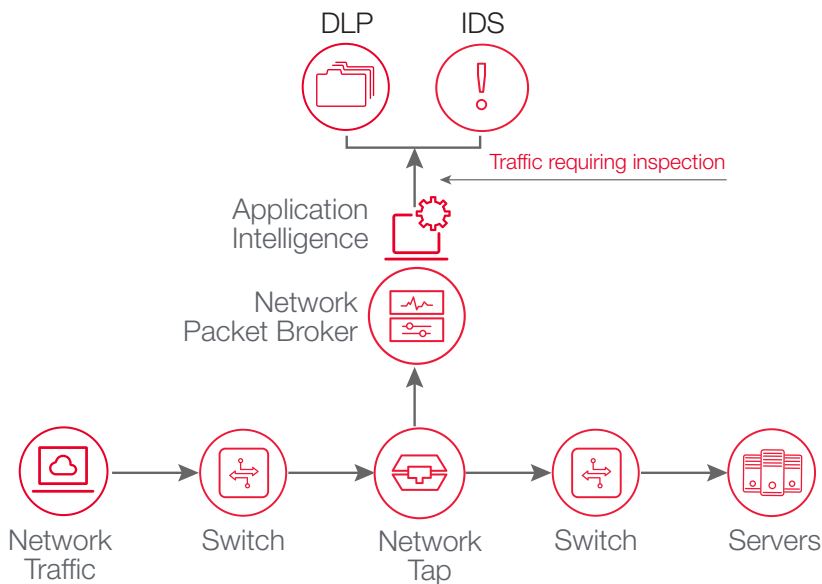 DLP
IDS
Traffic requiring inspection
Application
Intelligence
Network
Packet Broker
Network
Traffic
Switch
Network
Tap
Switch
Servers